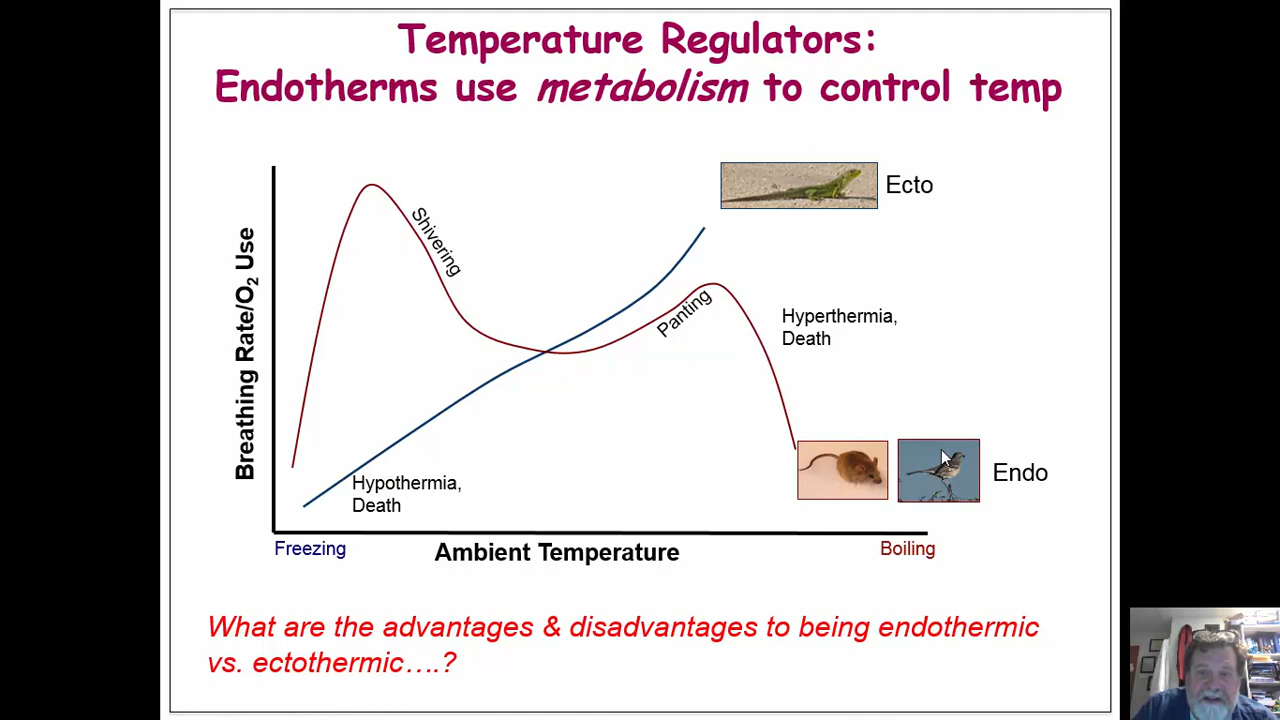 Temperature Regulators:
Endotherms use metabolism to control temp
Ecto
Shivering
Breathing Rate/O₂ Use
Panting
Hyperthermia,
Death
Hypothermia,
Death
Endo
Freezing
Ambient Temperature
Boiling
What are the advantages & disadvantages to being endothermic
vs. ectothermic….?